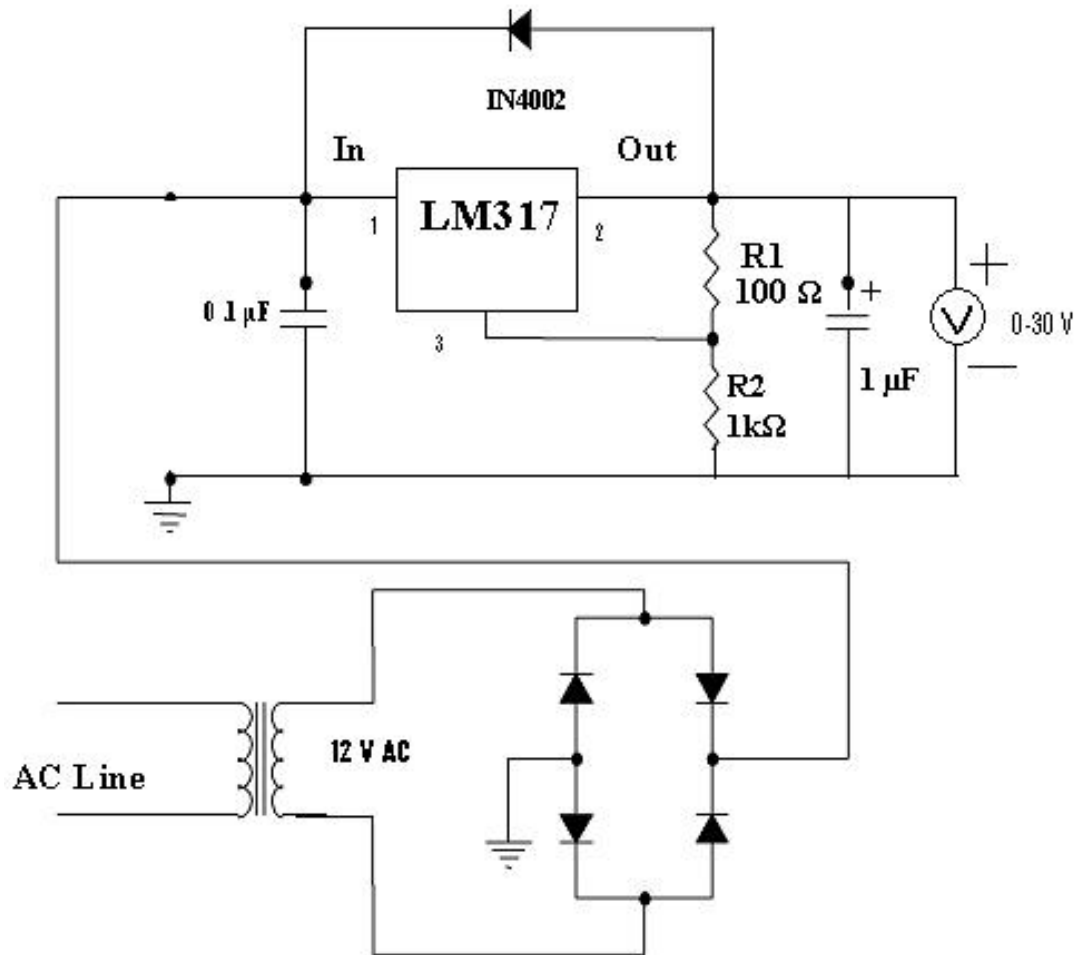 IN4002
In
Out
LM317
1
2
3
0.1 µF
R1
100 Ω
+
+
0-30 V
R2
1kΩ
1 µF
12 V AC
AC Line